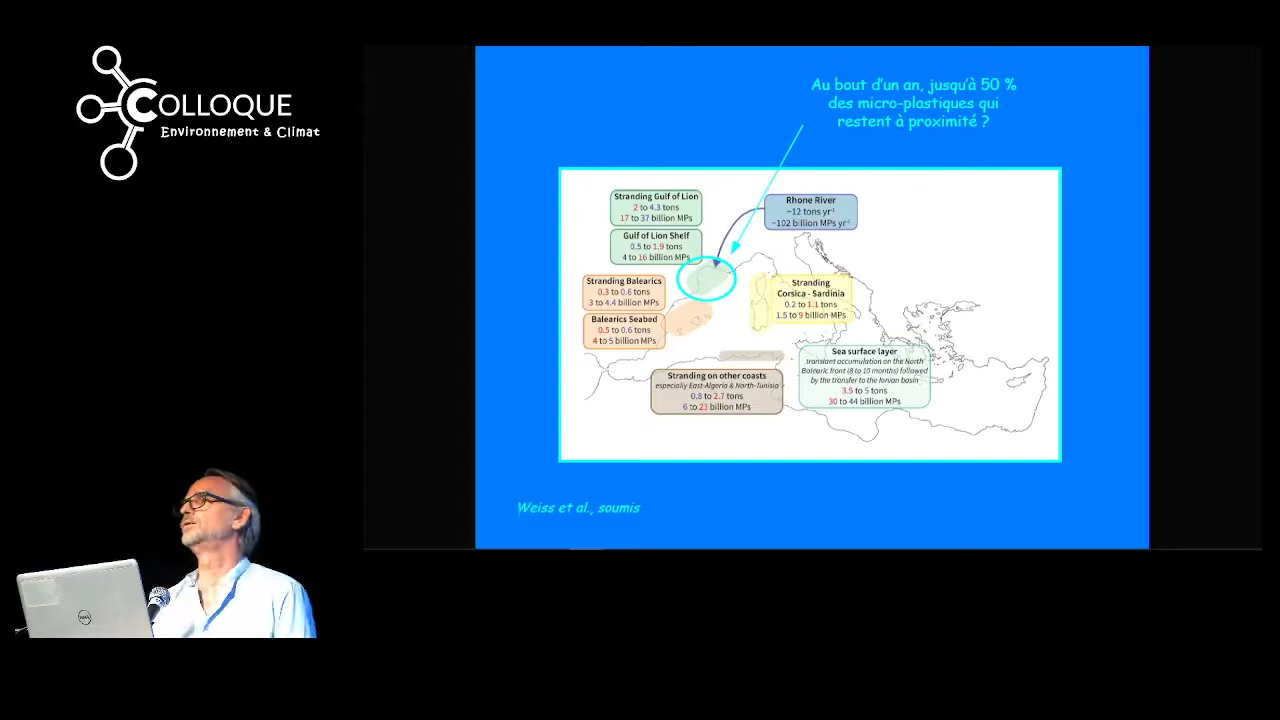 COLLOQUE
Environnement & Climat
Au bout d'un an, jusqu'à 50 %
des micro-plastiques qui
restent à proximité ?
Stranding Gulf of Lion
2 to 4.3 tons
17 to 37 billion MPs
Rhone River
~12 tons yr⁻¹
~102 billion MPs yr⁻¹
Gulf of Lion Shelf
0.5 to 1.9 tons
4 to 16 billion MPs
Stranding Balearics
0.3 to 0.6 tons
3 to 4.4 billion MPs
Stranding
Corsica - Sardinia
0.2 to 1.1 tons
1.5 to 9 billion MPs
Balearics Seabed
0.5 to 0.6 tons
4 to 5 billion MPs
Sea surface layer
transiant accumulation on the North
Balearic front (8 to 10 months) followed
by the transfer to the Ionian basin
3.5 to 5 tons
30 to 44 billion MPs
Stranding on other coasts
especially East-Algeria & North-Tunisia
0.8 to 2.7 tons
6 to 23 billion MPs
Weiss et al., soumis
DELL